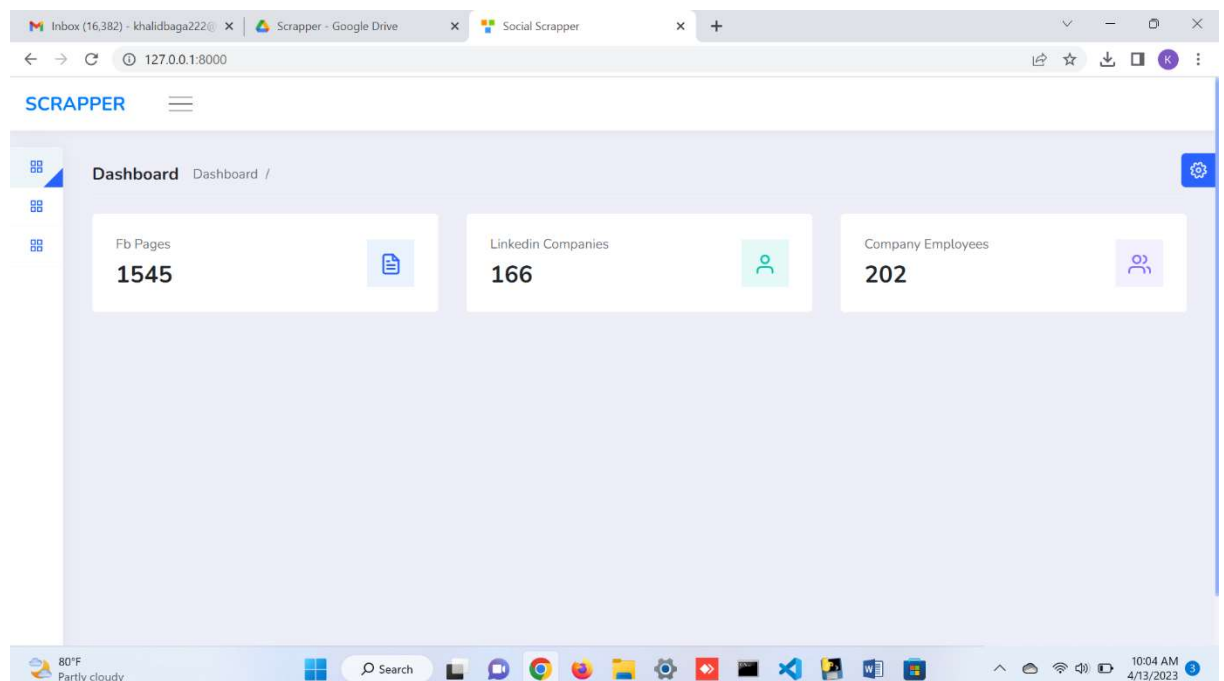 Inbox (16,382) - khalidbaga222@
Scrapper - Google Drive
Social Scrapper
127.0.0.1:8000
K
SCRAPPER
Dashboard Dashboard /
Fb Pages
1545
Linkedin Companies
166
Company Employees
202
80°F
Partly cloudy
Search
10:04 AM
4/13/2023
3